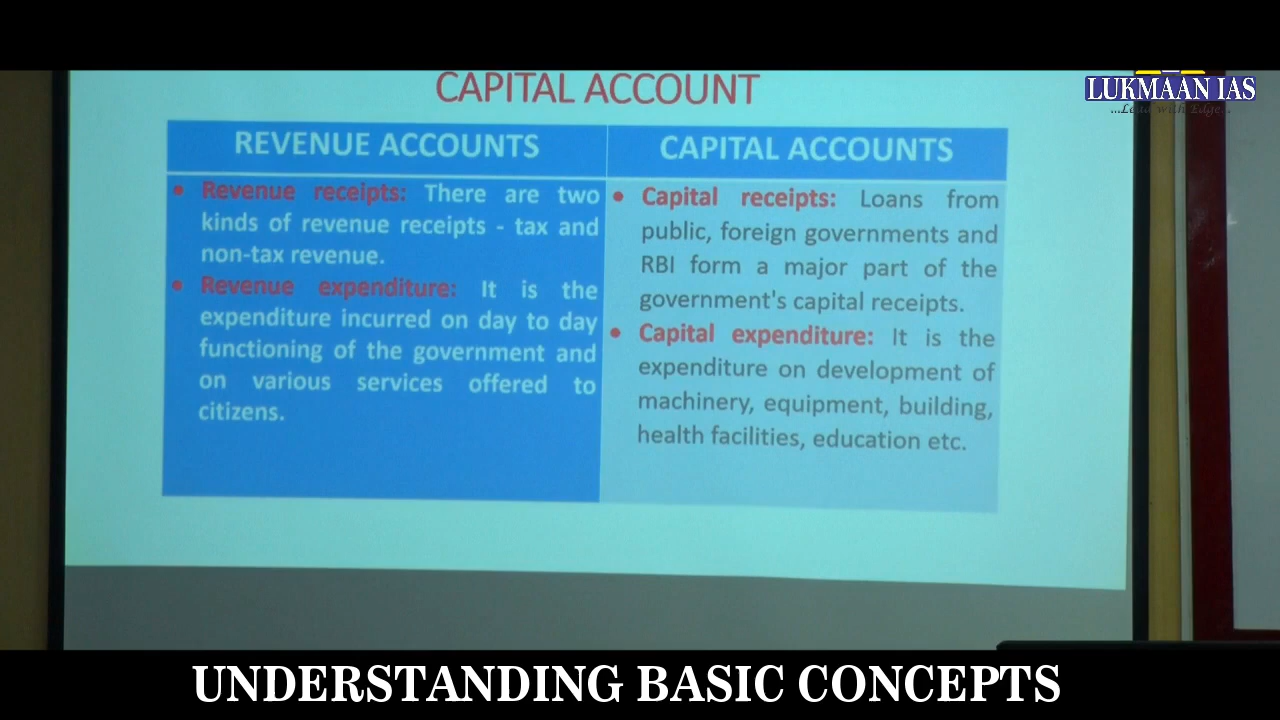 CAPITAL ACCOUNT
LUKMAAN IAS
...Lead with Edge...
REVENUE ACCOUNTS
• Revenue receipts: There are two
kinds of revenue receipts - tax and
non-tax revenue.
• Revenue expenditure: It is the
expenditure incurred on day to day
functioning of the government and
on various services offered to
citizens.
CAPITAL ACCOUNTS
• Capital receipts: Loans from
public, foreign governments and
RBI form a major part of the
government's capital receipts.
• Capital expenditure: It is the
expenditure on development of
machinery, equipment, building,
health facilities, education etc.
UNDERSTANDING BASIC CONCEPTS